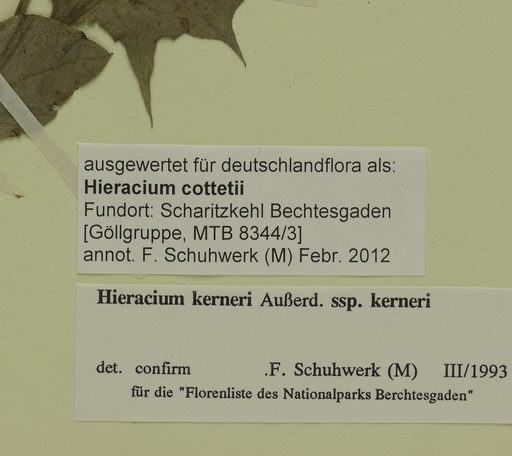 ausgewertet für deutschlandflora als:
Hieracium cottetii
Fundort: Scharitzkehl Bechtesgaden
[Göllgruppe, MTB 8344/3]
annot. F. Schuhwerk (M) Febr. 2012
Hieracium kerneri Außerd. ssp. kerneri
det. confirm .F. Schuhwerk (M) III/1993
für die "Florenliste des Nationalparks Berchtesgaden"